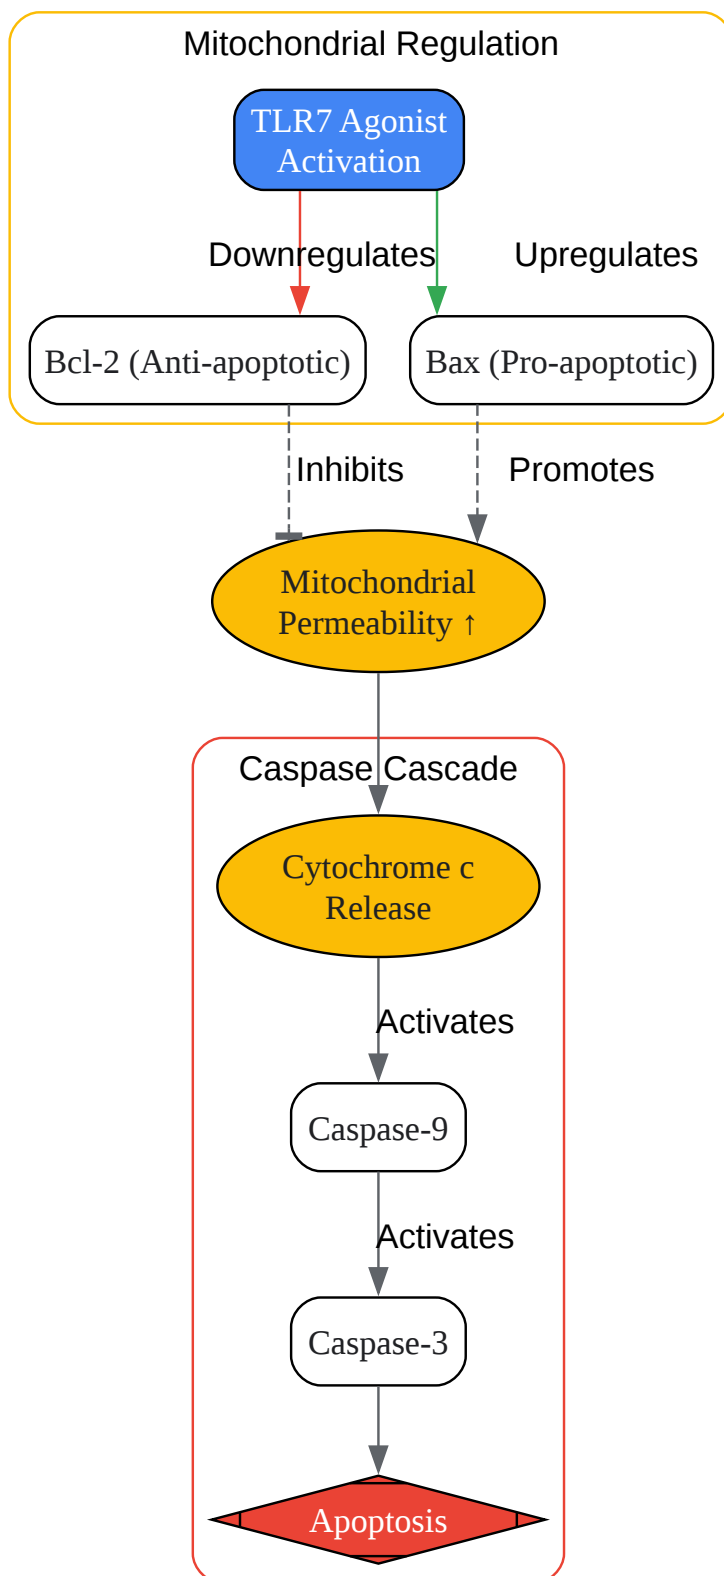 Mitochondrial Regulation
TLR7 Agonist
Activation
Downregulates
Upregulates
Bcl-2 (Anti-apoptotic)
Bax (Pro-apoptotic)
Inhibits
Promotes
Mitochondrial
Permeability ↑
Caspase Cascade
Cytochrome c
Release
Activates
Caspase-9
Activates
Caspase-3
Apoptosis